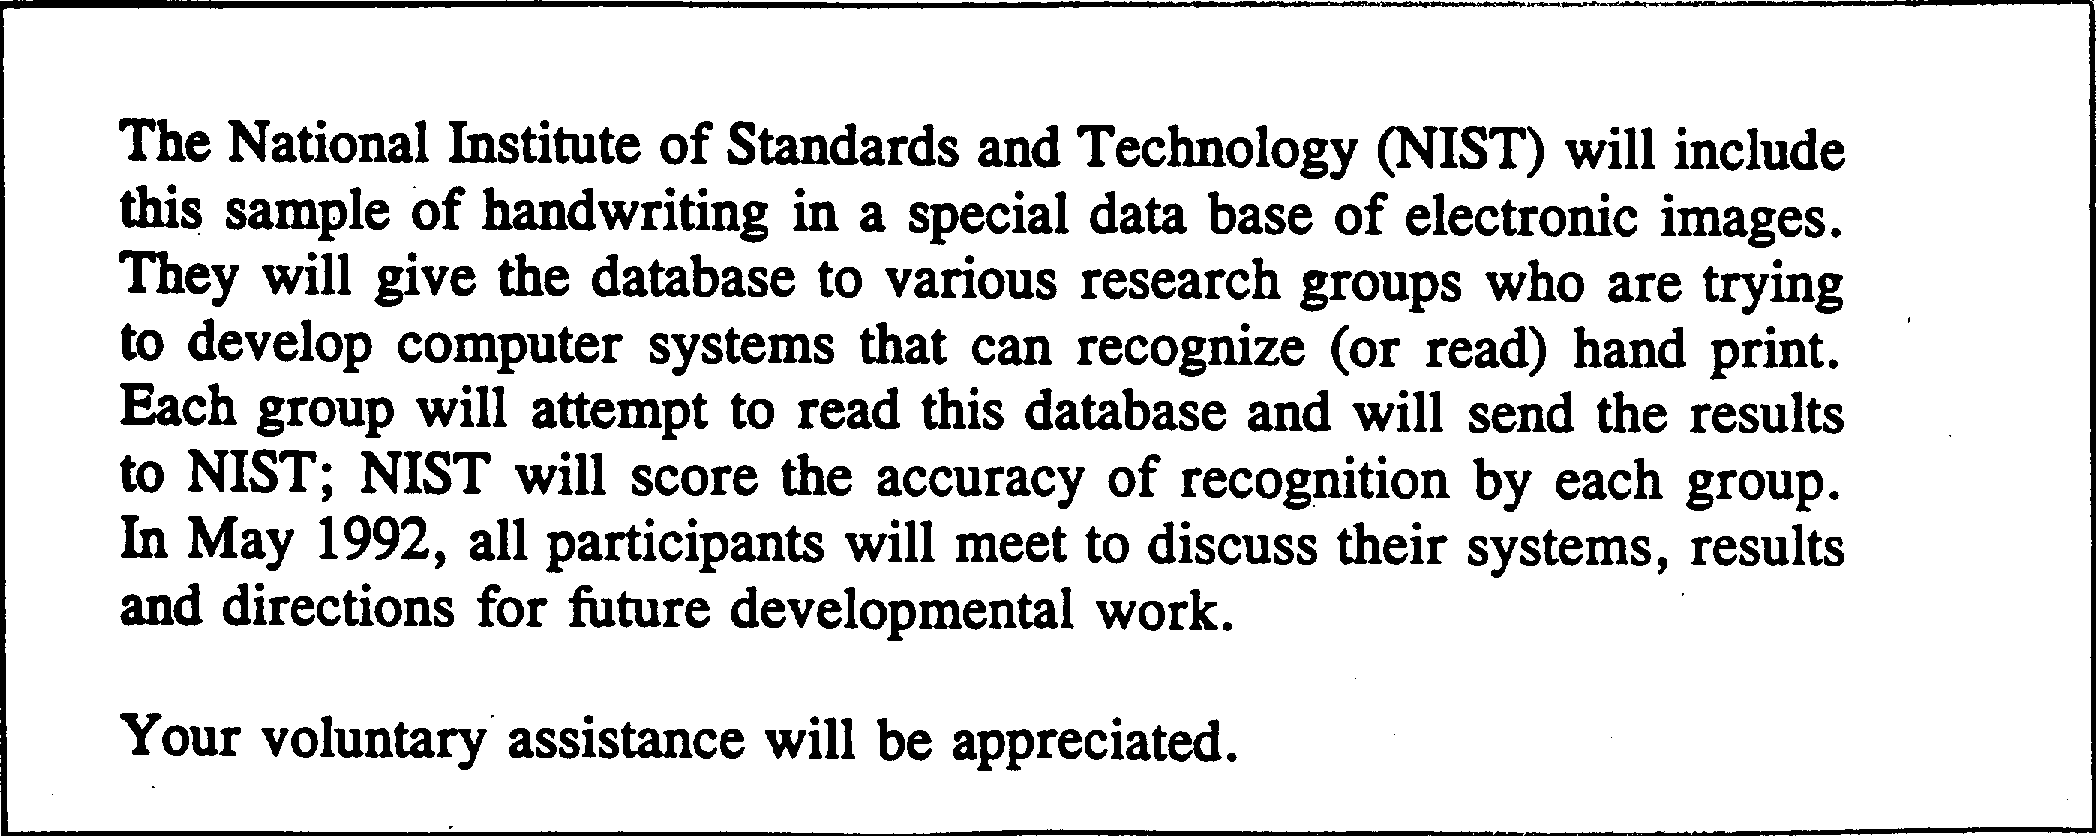 The National Institute of Standards and Technology (NIST) will include
this sample of handwriting in a special data base of electronic images.
They will give the database to various research groups who are trying
to develop computer systems that can recognize (or read) hand print.
Each group will attempt to read this database and will send the results
to NIST; NIST will score the accuracy of recognition by each group.
In May 1992, all participants will meet to discuss their systems, results
and directions for future developmental work.
Your voluntary assistance will be appreciated.